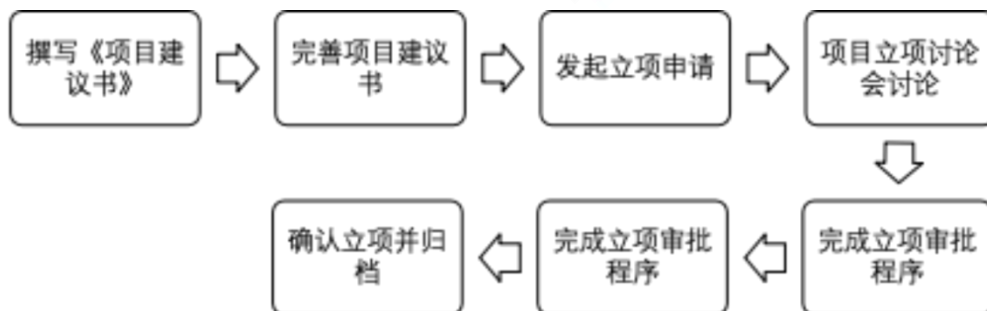 撰写《项目建
议书》
完善项目建议
书
发起立项申请
项目立项讨论
会讨论
完成立项审批
程序
完成立项审批
程序
确认立项并归
档